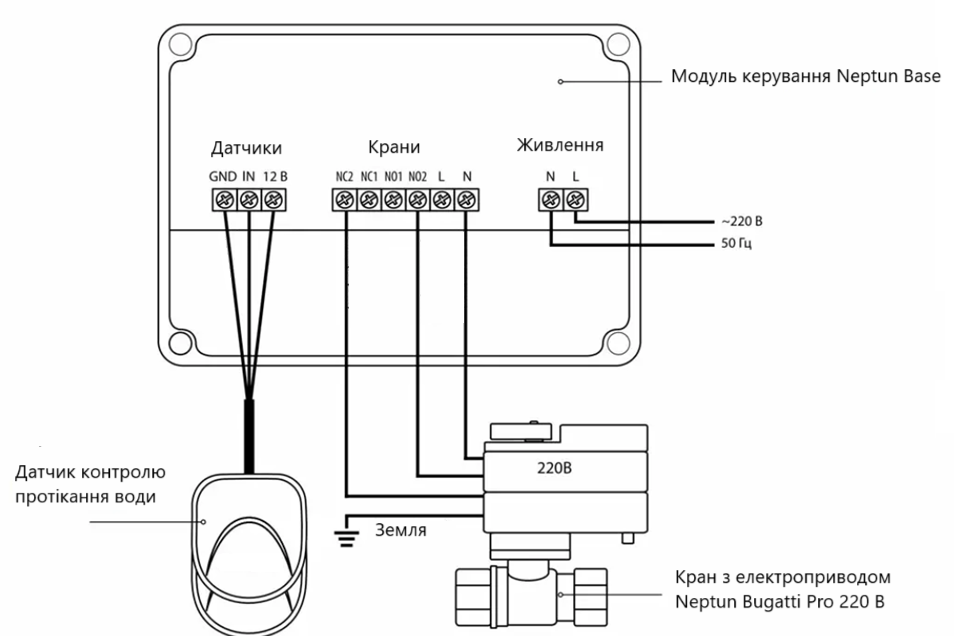 Модуль керування Neptun Base
Датчики Крани Живлення
GND IN 12 В NC2 NC1 NO1 NO2 L N N L
~220 В
50 Гц
220В
Датчик контролю
протікання води
Земля
Кран з електроприводом
Neptun Bugatti Pro 220 В